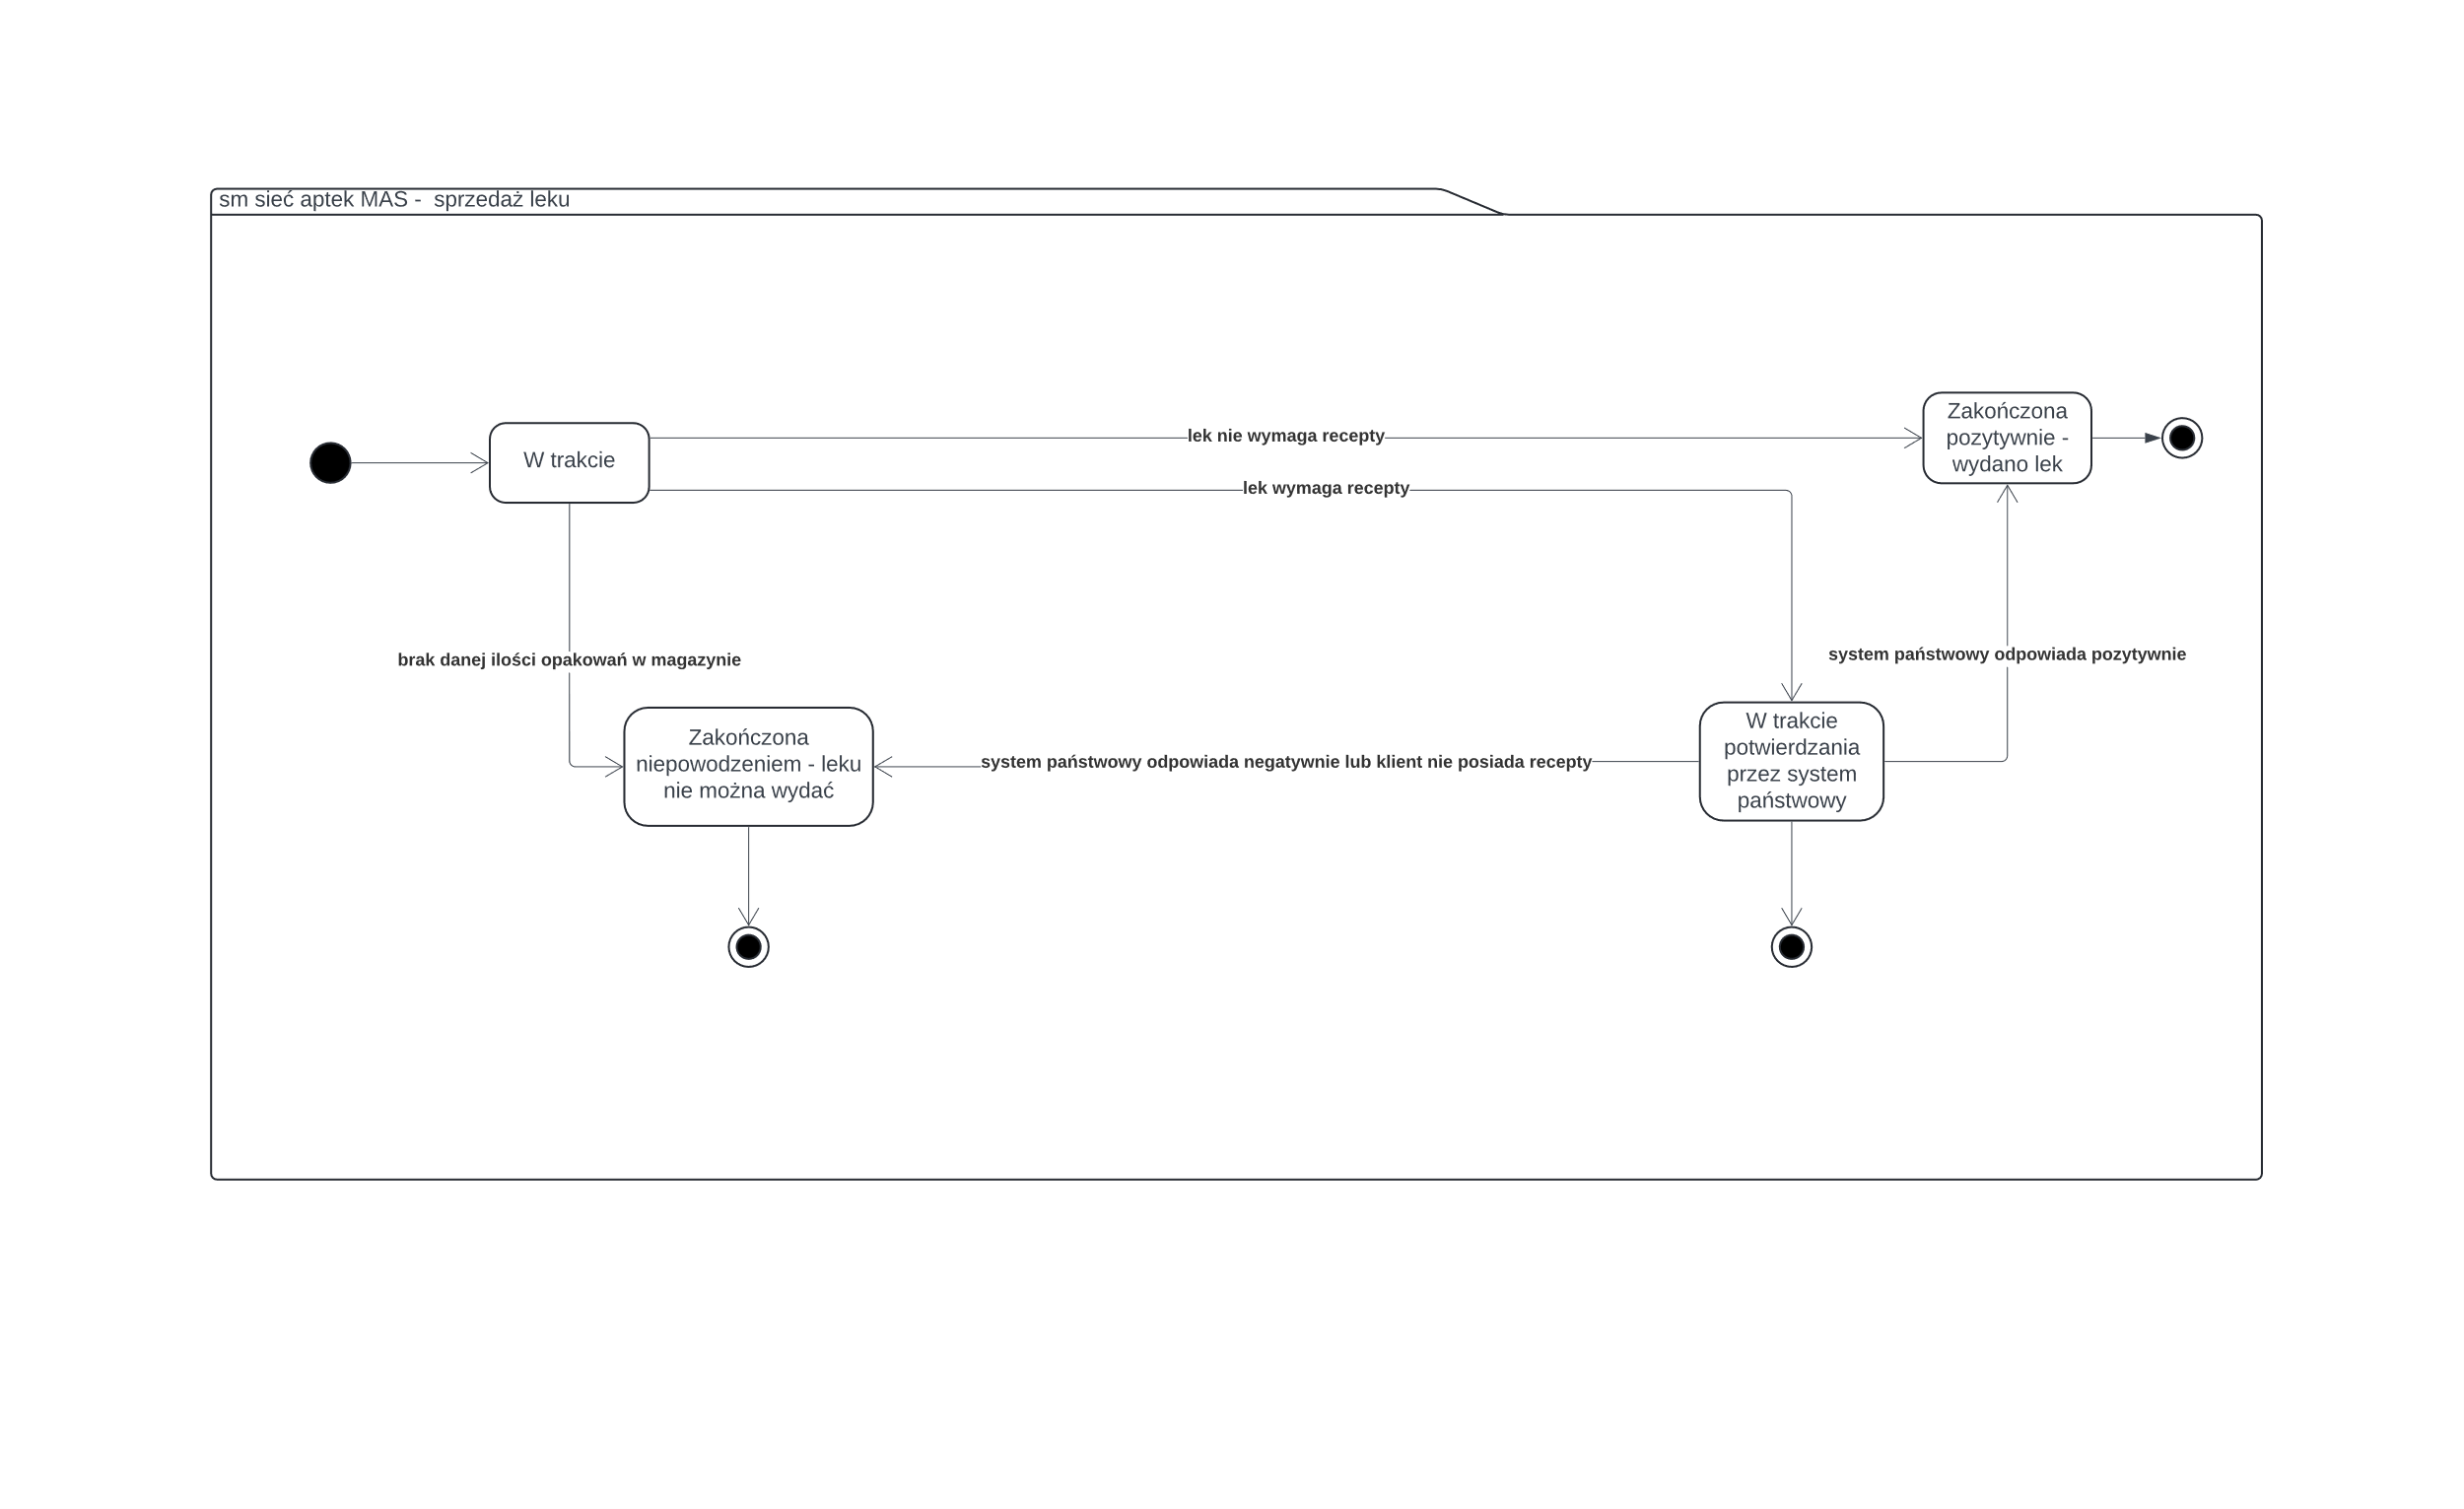 sm sieć aptek MAS -  sprzedaż leku
W trakcie
lek nie wymaga recepty
Zakończona
pozytywnie -
wydano lek
lek wymaga recepty
brak danej ilości opakowań w magazynie
system państwowy odpowiada pozytywnie
Zakończona
niepowodzeniem - leku
nie można wydać
system państwowy odpowiada negatywnie lub klient nie posiada recepty
W trakcie
potwierdzania
przez system
państwowy